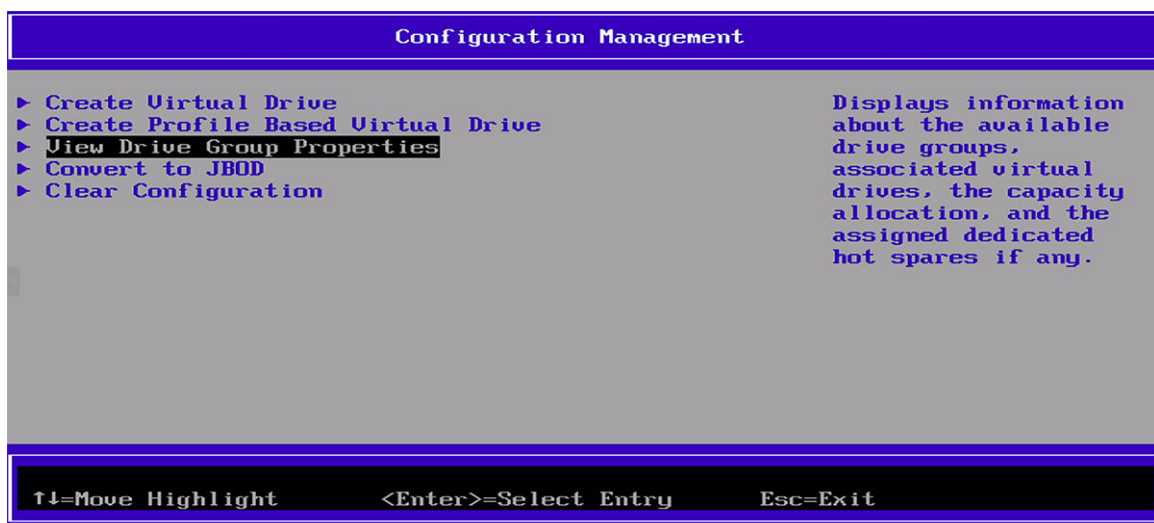 Configuration Management
► Create Virtual Drive
► Create Profile Based Virtual Drive
► View Drive Group Properties
► Convert to JBOD
► Clear Configuration
Displays information
about the available
drive groups,
associated virtual
drives, the capacity
allocation, and the
assigned dedicated
hot spares if any.
↑↓=Move Highlight <Enter>=Select Entry Esc=Exit